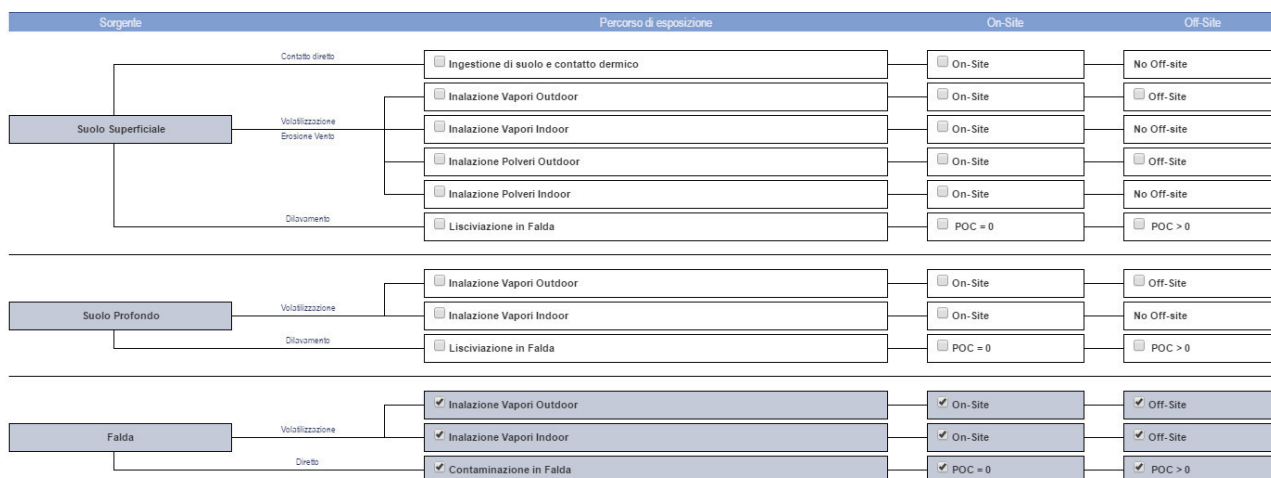 Sorgente Percorso di esposizione On-Site Off-Site
Contatto diretto
Ingestione di suolo e contatto dermico On-Site No Off-site
Inalazione Vapori Outdoor On-Site Off-Site
Suolo Superficiale Volatilizzazione Inalazione Vapori Indoor On-Site No Off-site
Erosione Vento
Inalazione Polveri Outdoor On-Site Off-Site
Inalazione Polveri Indoor On-Site No Off-site
Dilavamento
Lisciviazione in Falda POC = 0 POC > 0
Inalazione Vapori Outdoor On-Site Off-Site
Suolo Profondo Volatilizzazione Inalazione Vapori Indoor On-Site No Off-site
Dilavamento
Lisciviazione in Falda POC = 0 POC > 0
Inalazione Vapori Outdoor On-Site Off-Site
Falda Volatilizzazione Inalazione Vapori Indoor On-Site Off-Site
Diretto
Contaminazione in Falda POC = 0 POC > 0